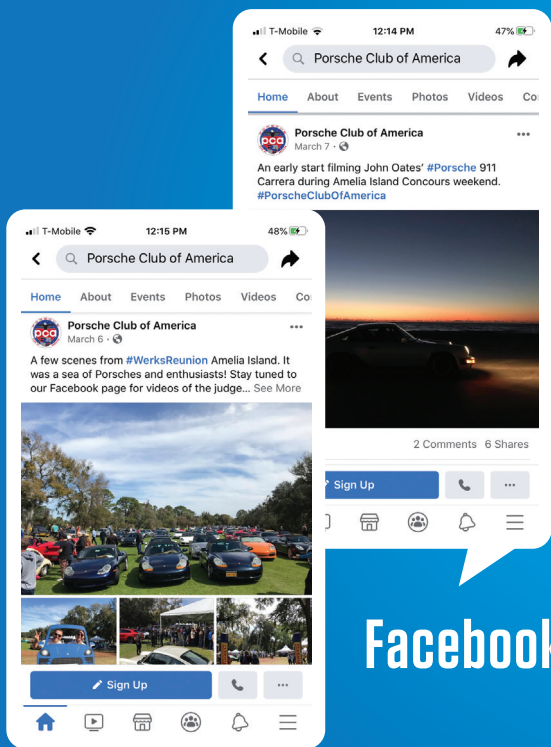 T-Mobile 12:14 PM 47%
Porsche Club of America
Home About Events Photos Videos Co
pca
Porsche Club of America
March 7 ·
An early start filming John Oates’ #Porsche 911
Carrera during Amelia Island Concours weekend.
#PorscheClubOfAmerica
2 Comments 6 Shares
Sign Up
T-Mobile 12:15 PM 48%
Porsche Club of America
Home About Events Photos Videos Co
pca
Porsche Club of America
March 6 ·
A few scenes from #WerksReunion Amelia Island. It
was a sea of Porsches and enthusiasts! Stay tuned to
our Facebook page for videos of the judge... See More
Sign Up
Facebook